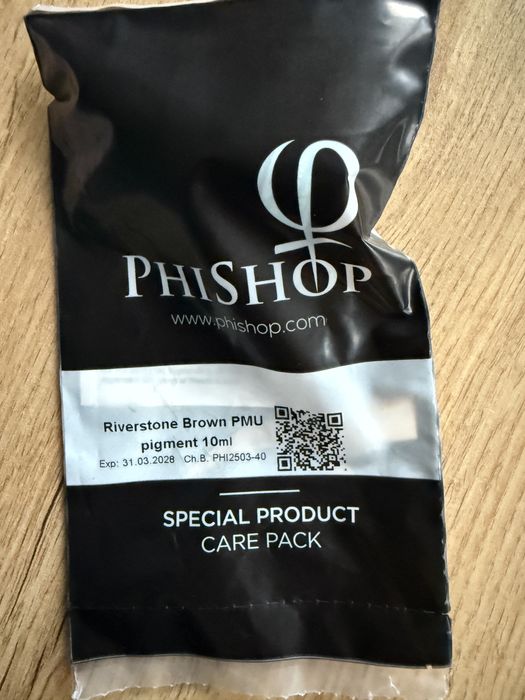 PHISHOP
www.phishop.com
Riverstone Brown PMU
pigment 10ml
Exp: 31.03.2028 Ch.B. PHI2503-40
SPECIAL PRODUCT
CARE PACK